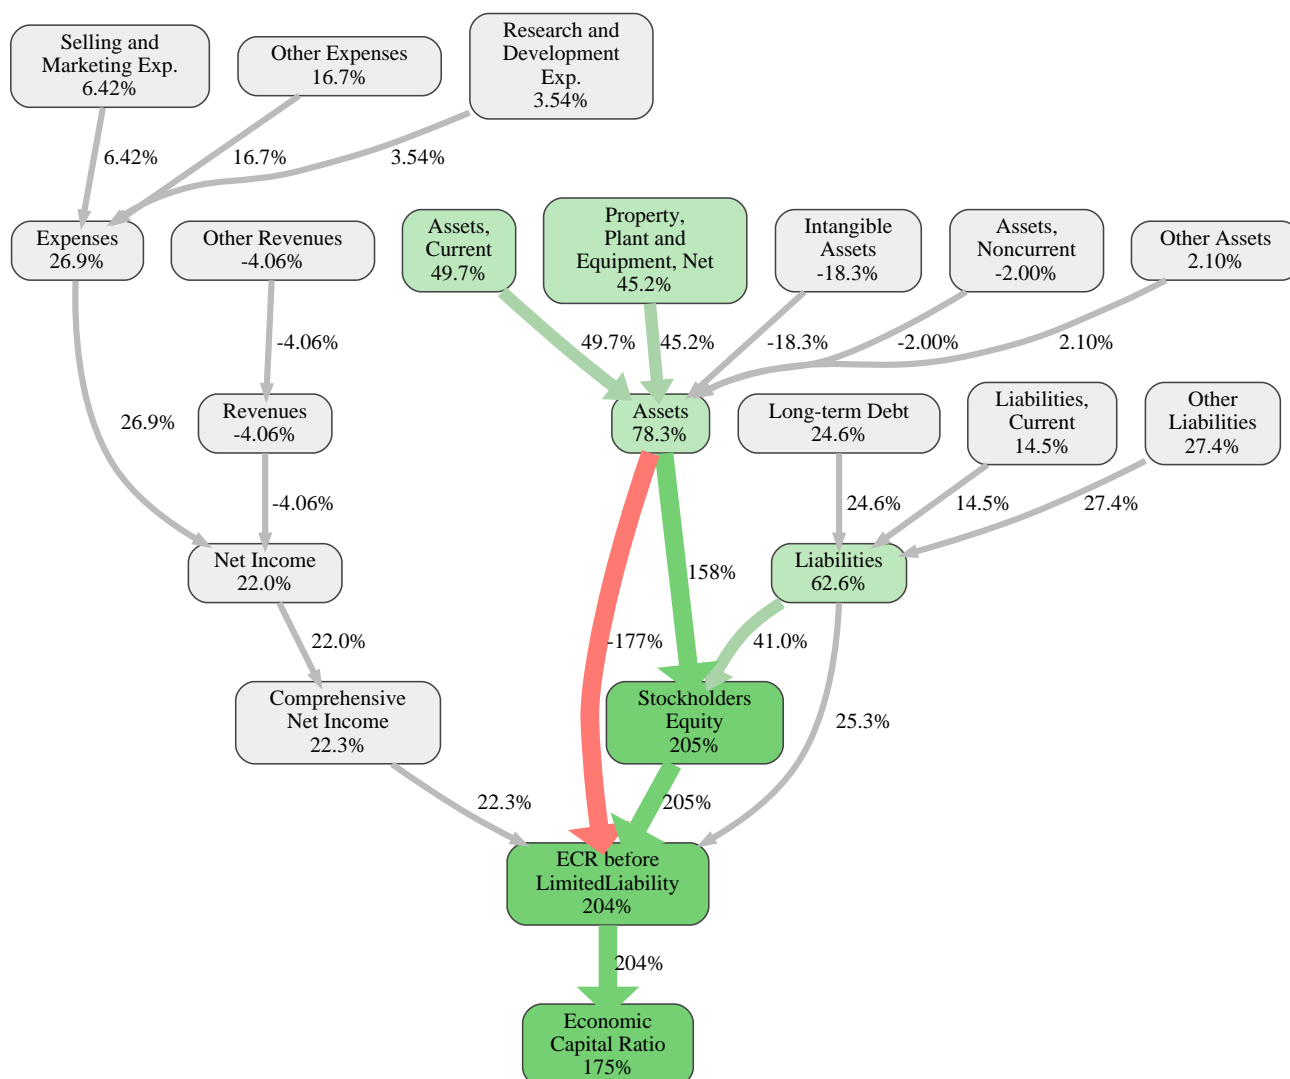 Selling and
Marketing Exp.
6.42%
Other Expenses
16.7%
Research and
Development
Exp.
3.54%
6.42%
16.7%
3.54%
Expenses
26.9%
Other Revenues
-4.06%
Assets,
Current
49.7%
Property,
Plant and
Equipment, Net
45.2%
Intangible
Assets
-18.3%
Assets,
Noncurrent
-2.00%
Other Assets
2.10%
-4.06%
49.7%
45.2%
-18.3%
-2.00%
2.10%
26.9%
Revenues
-4.06%
Assets
78.3%
Long-term Debt
24.6%
Liabilities,
Current
14.5%
Other
Liabilities
27.4%
-4.06%
24.6%
14.5%
27.4%
Net Income
22.0%
158%
Liabilities
62.6%
22.0%
-177%
41.0%
Comprehensive
Net Income
22.3%
Stockholders
Equity
205%
25.3%
22.3%
205%
ECR before
LimitedLiability
204%
204%
Economic
Capital Ratio
175%